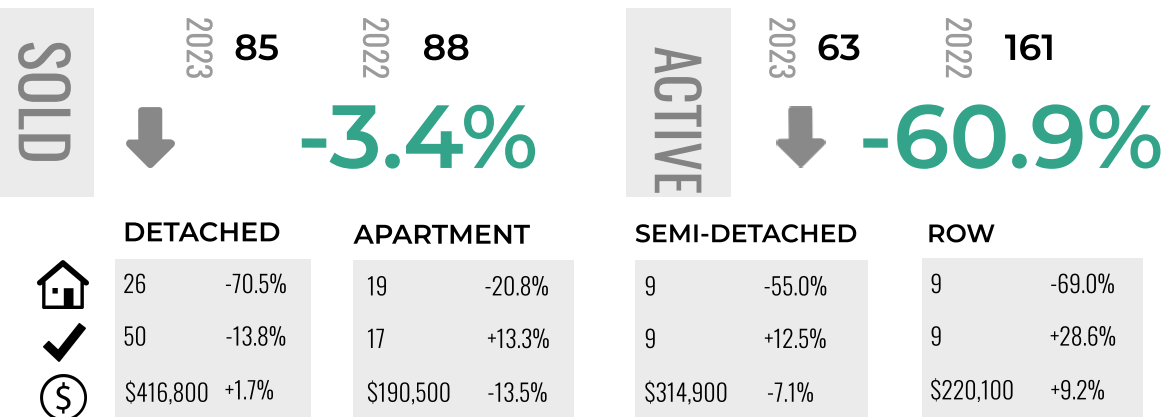 SOLD
2023 85 2022 88
-3.4%
ACTIVE
2023 63 2022 161
-60.9%
DETACHED APARTMENT SEMI-DETACHED ROW
26 -70.5% 19 -20.8% 9 -55.0% 9 -69.0%
50 -13.8% 17 +13.3% 9 +12.5% 9 +28.6%
$416,800 +1.7% $190,500 -13.5% $314,900 -7.1% $220,100 +9.2%
$